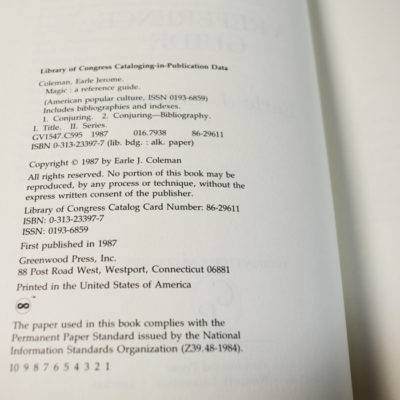 Library of Congress Cataloging-in-Publication Data
Coleman, Earle Jerome.
Magic : a reference guide.
(American popular culture, ISSN 0193-6859)
Includes bibliographies and indexes.
1. Conjuring. 2. Conjuring—Bibliography.
I. Title. II. Series.
GV1547.C595 1987 016.7938 86-29611
ISBN 0-313-23397-7 (lib. bdg. : alk. paper)
Copyright © 1987 by Earle J. Coleman
All rights reserved. No portion of this book may be
reproduced, by any process or technique, without the
express written consent of the publisher.
Library of Congress Catalog Card Number: 86-29611
ISBN: 0-313-23397-7
ISSN: 0193-6859
First published in 1987
Greenwood Press, Inc.
88 Post Road West, Westport, Connecticut 06881
Printed in the United States of America
∞™
The paper used in this book complies with the
Permanent Paper Standard issued by the National
Information Standards Organization (Z39.48-1984).
10 9 8 7 6 5 4 3 2 1